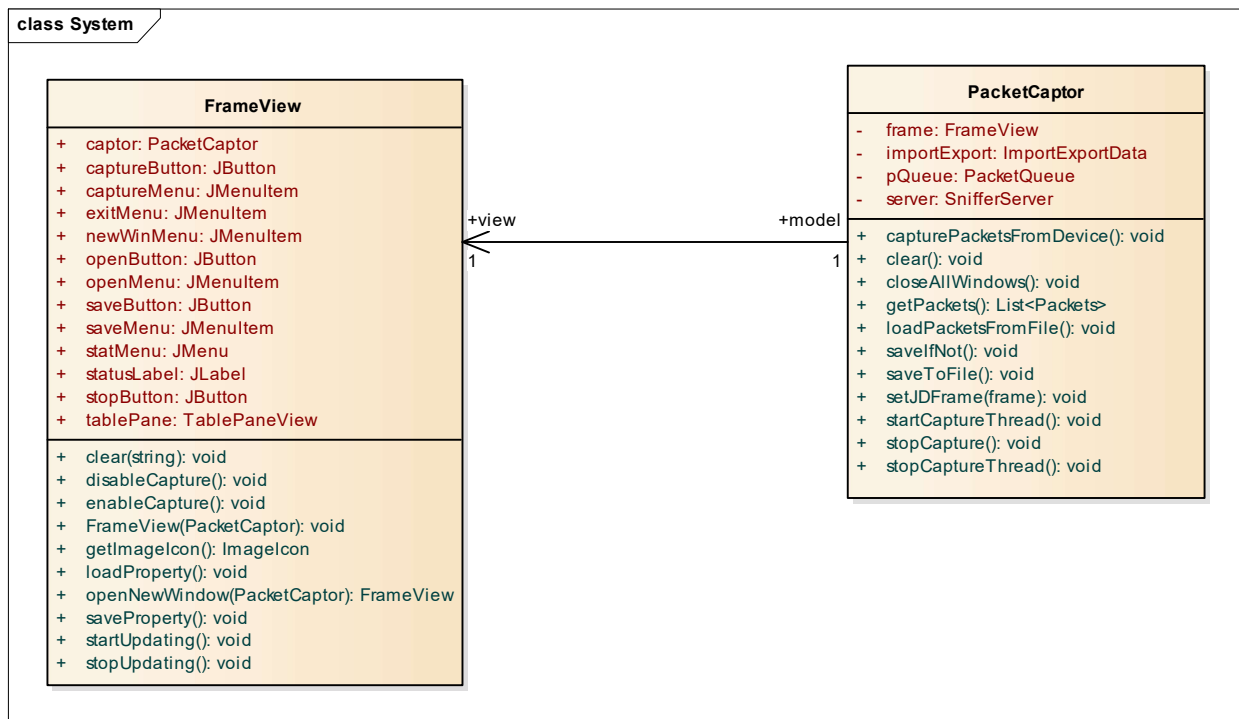 class System
FrameView
+ captor: PacketCaptor
+ captureButton: JButton
+ captureMenu: JMenuItem
+ exitMenu: JMenuItem
+ newWinMenu: JMenuItem
+ openButton: JButton
+ openMenu: JMenuItem
+ saveButton: JButton
+ saveMenu: JMenuItem
+ statMenu: JMenu
+ statusLabel: JLabel
+ stopButton: JButton
+ tablePane: TablePaneView
+ clear(string): void
+ disableCapture(): void
+ enableCapture(): void
+ FrameView(PacketCaptor): void
+ getImageIcon(): ImageIcon
+ loadProperty(): void
+ openNewWindow(PacketCaptor): FrameView
+ saveProperty(): void
+ startUpdating(): void
+ stopUpdating(): void
+view
1
+model
1
PacketCaptor
- frame: FrameView
- importExport: ImportExportData
- pQueue: PacketQueue
- server: SnifferServer
+ capturePacketsFromDevice(): void
+ clear(): void
+ closeAllWindows(): void
+ getPackets(): List<Packets>
+ loadPacketsFromFile(): void
+ saveIfNot(): void
+ saveToFile(): void
+ setJDFrame(frame): void
+ startCaptureThread(): void
+ stopCapture(): void
+ stopCaptureThread(): void